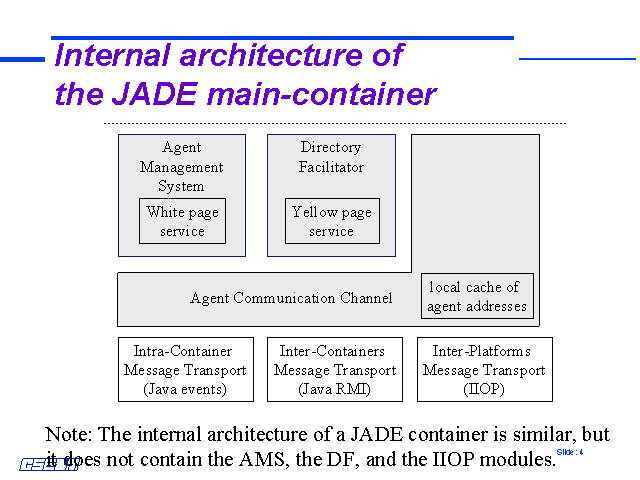 Internal architecture of
the JADE main-container
Agent
Management
System
White page
service
Directory
Facilitator
Yellow page
service
Agent Communication Channel
local cache of
agent addresses
Intra-Container
Message Transport
(Java events)
Inter-Containers
Message Transport
(Java RMI)
Inter-Platforms
Message Transport
(IIOP)
Note: The internal architecture of a JADE container is similar, but
it does not contain the AMS, the DF, and the IIOP modules.
Slide : 4